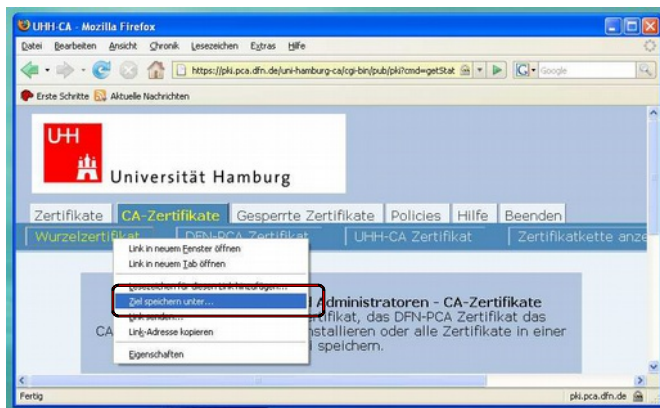 UHH-CA - Mozilla Firefox
Datei Bearbeiten Ansicht Chronik Lesezeichen Extras Hilfe
https://pki.pca.dfn.de/uni-hamburg-ca/cgi-bin/pub/pki?cmd=getStat
Google
Erste Schritte Aktuelle Nachrichten
UHH
Universität Hamburg
Zertifikate CA-Zertifikate Gesperrte Zertifikate Policies Hilfe Beenden
Wurzelzertifikat DFN-PCA Zertifikat UHH-CA Zertifikat Zertifikatkette anze
Link in neuem Fenster öffnen
Link in neuem Tab öffnen
Lesezeichen für diesen Link hinzufügen...
Ziel speichern unter...
Administratoren - CA-Zertifikate
Link senden...
rtifikat, das DFN-PCA Zertifikat das
Link-Adresse kopieren
CA
nstallieren oder alle Zertifikate in einer
speichern.
Eigenschaften
Fertig
pki.pca.dfn.de